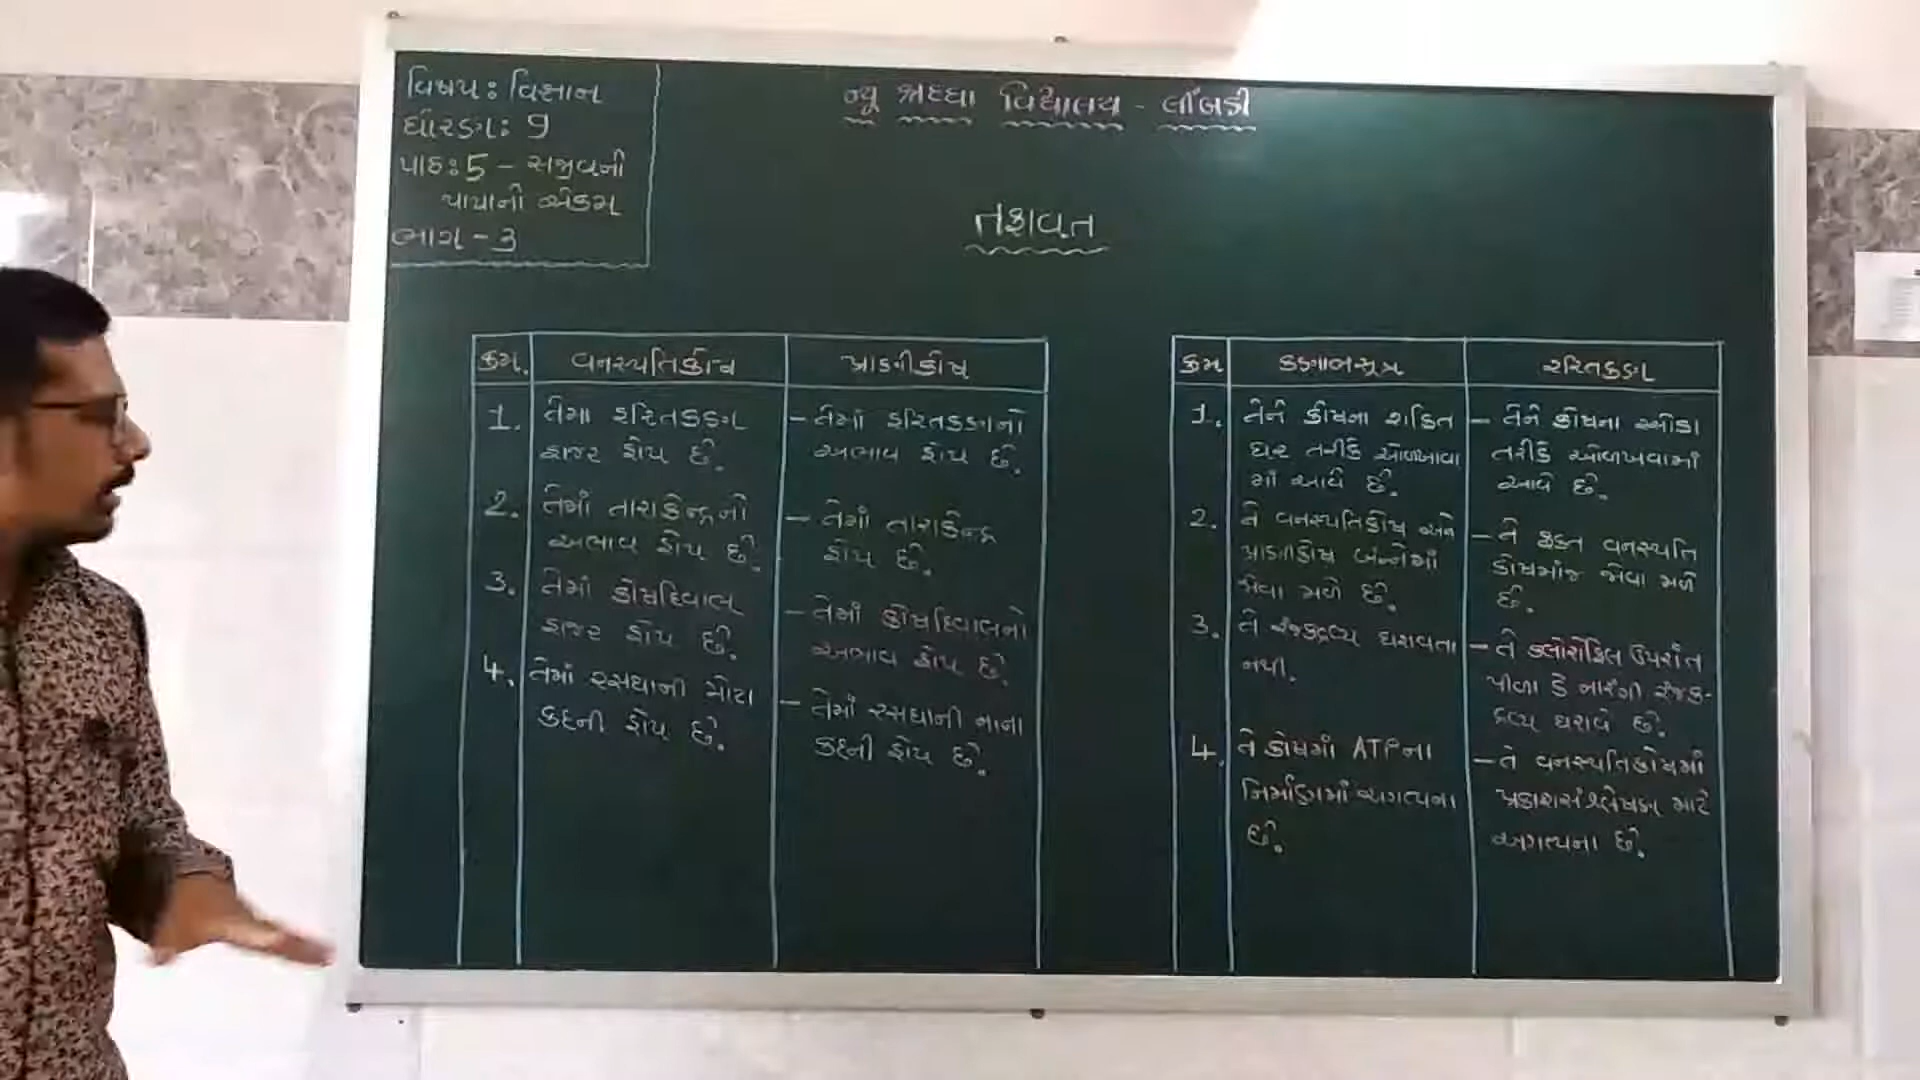 વિષય: વિજ્ઞાન
ધોરણ: 9
પાઠ: 5 - સજીવની
પાયાનો એકમ
ભાગ - 3
ન્યૂ શ્રધ્ધા વિદ્યાલય - લીંબડી
તફાવત
ક્રમ. વનસ્પતિકોષ પ્રાણીકોષ
1. તેમાં હરિતકણ
હાજર હોય છે.
- તેમાં હરિતકણનો
અભાવ હોય છે.
2. તેમાં તારાકેન્દ્રનો
અભાવ હોય છે.
- તેમાં તારાકેન્દ્ર
હોય છે.
3. તેમાં કોષદિવાલ
હાજર હોય છે.
- તેમાં કોષદિવાલનો
અભાવ હોય છે.
4. તેમાં રસધાની મોટા
કદની હોય છે.
- તેમાં રસધાની નાના
કદની હોય છે.
ક્રમ કણાભસૂત્ર હરિતકણ
1. તેને કોષના શક્તિ
ઘર તરીકે ઓળખવા
માં આવે છે.
- તેને કોષના રસોડા
તરીકે ઓળખવામાં
આવે છે.
2. તે વનસ્પતિકોષ અને
પ્રાણીકોષ બંન્નેમાં
જોવા મળે છે.
- તે ફક્ત વનસ્પતિ
કોષમાંજ જોવા મળે
છે.
3. તે રંજકદ્રવ્ય ધરાવતા
નથી.
- તે ક્લોરોફિલ ઉપરાંત
પીળા કે નારંગી રંજક-
દ્રવ્ય ધરાવે છે.
4. તે કોષમાં ATPના
નિર્માણમાં અગત્યના
છે.
- તે વનસ્પતિકોષમાં
પ્રકાશસંશ્લેષણ માટે
અગત્યના છે.